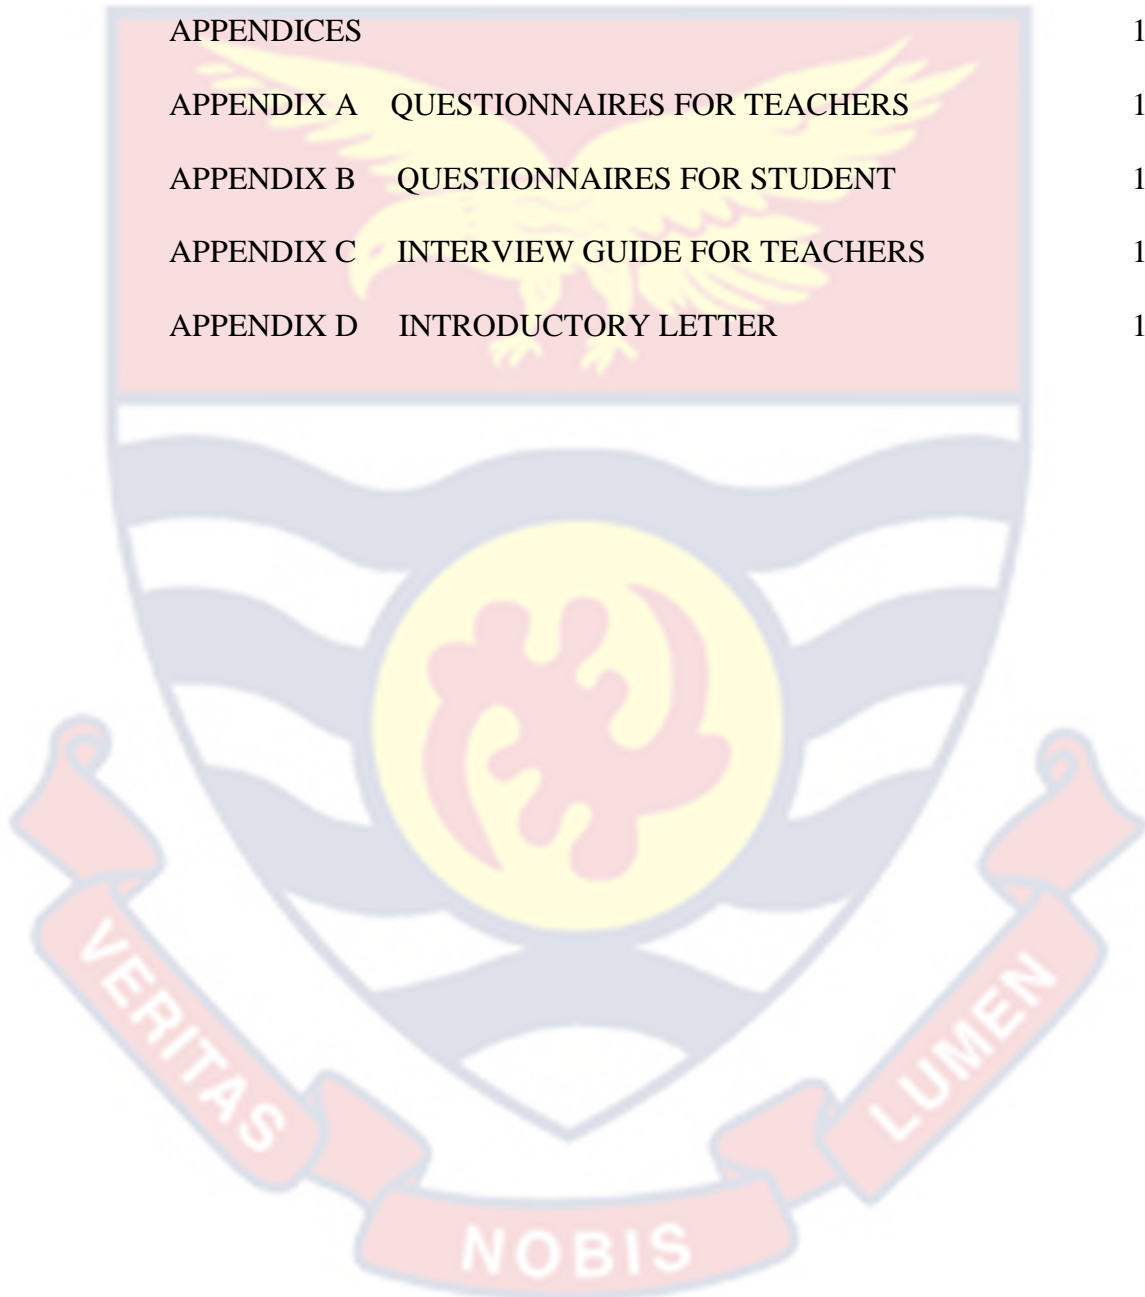 APPENDICES 1
APPENDIX A QUESTIONNAIRES FOR TEACHERS 1
APPENDIX B QUESTIONNAIRES FOR STUDENT 1
APPENDIX C INTERVIEW GUIDE FOR TEACHERS 1
APPENDIX D INTRODUCTORY LETTER 1
VERITAS
NOBIS
LUMEN